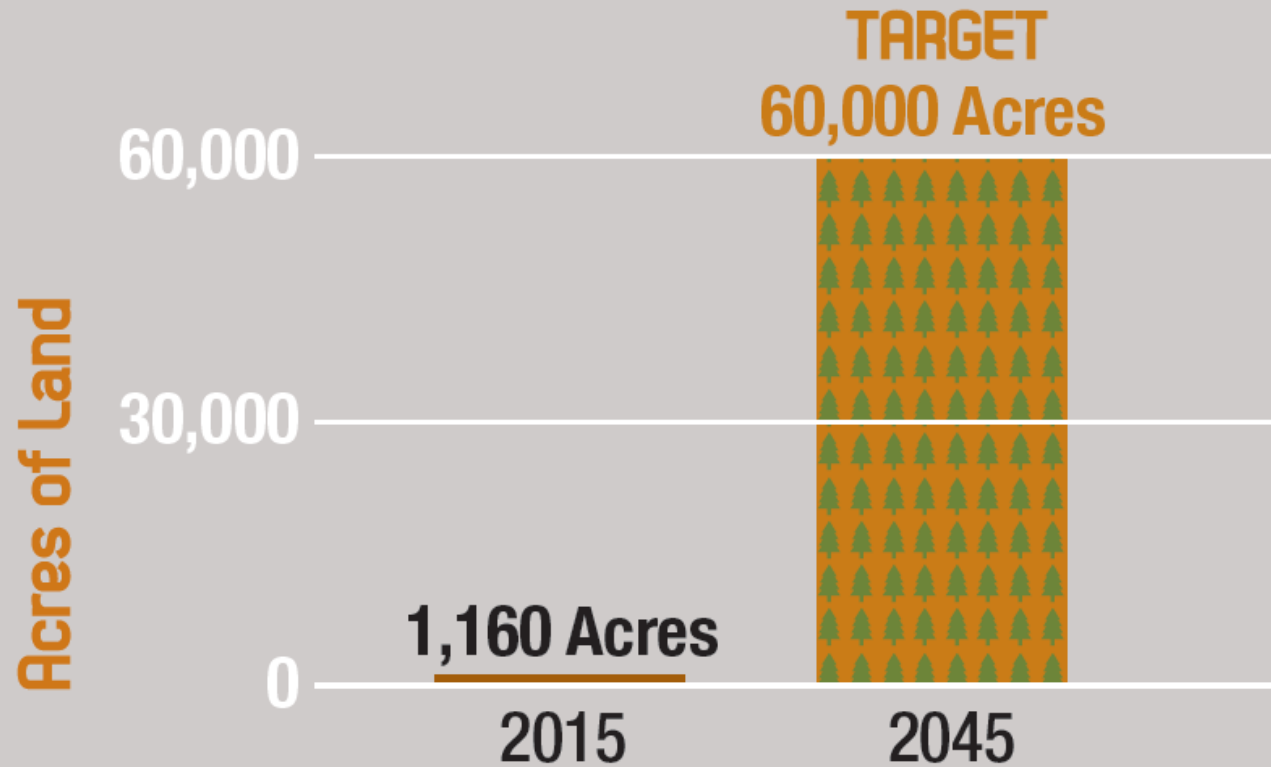 TARGET
60,000 Acres
60,000
30,000
Acres of Land
1,160 Acres
0
2015
2045